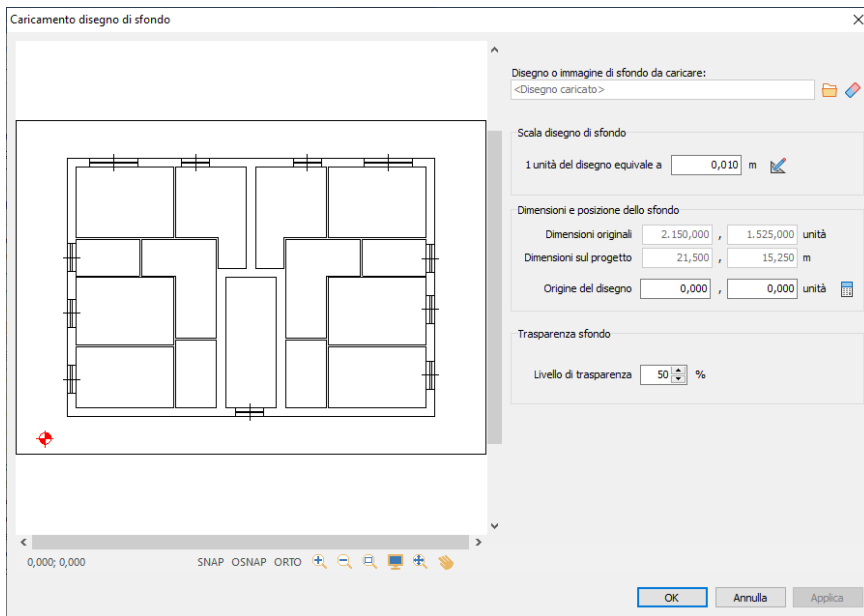 Caricamento disegno di sfondo
Disegno o immagine di sfondo da caricare:
<Disegno caricato>
Scala disegno di sfondo
1 unità del disegno equivale a 0,010 m
Dimensioni e posizione dello sfondo
Dimensioni originali 2.150,000 , 1.525,000 unità
Dimensioni sul progetto 21,500 , 15,250 m
Origine del disegno 0,000 , 0,000 unità
Trasparenza sfondo
Livello di trasparenza 50 %
0,000; 0,000 SNAP OSNAP ORTO
OK Annulla Applica